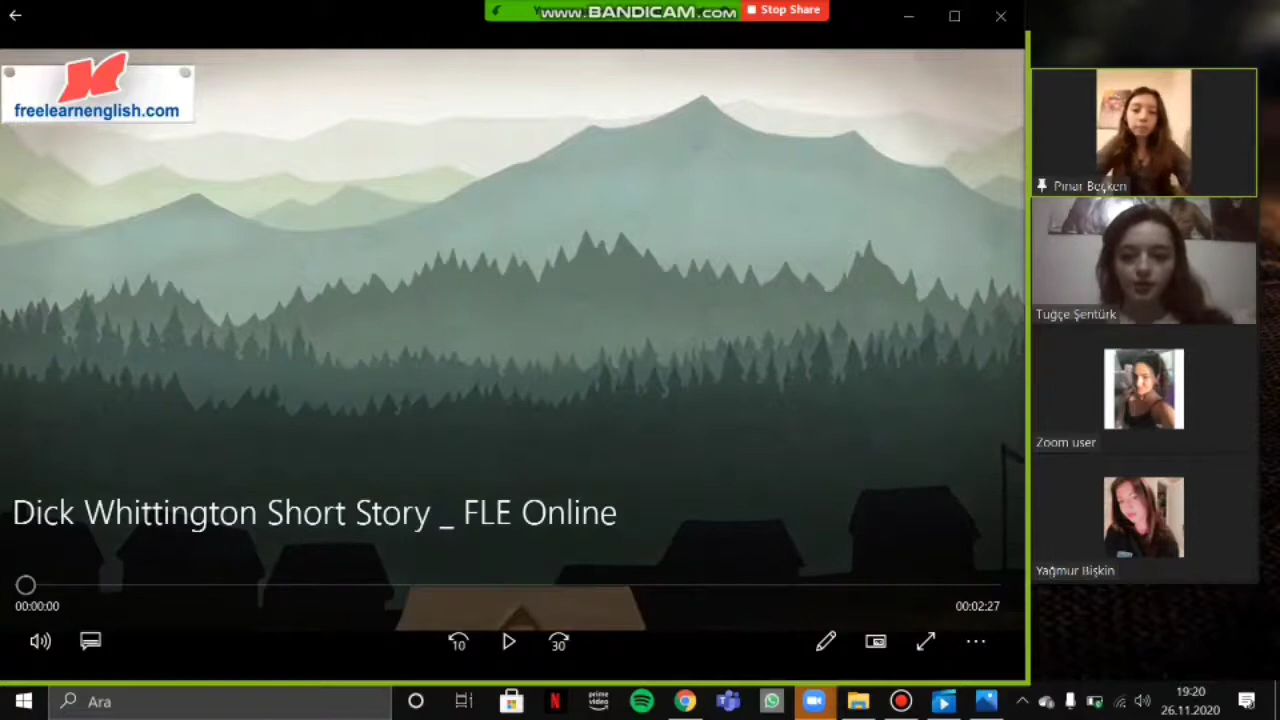 www.BANDICAM.com
Stop Share
freelearnenglish.com
Pınar Beçken
Tuğçe Şentürk
Zoom user
Dick Whittington Short Story _ FLE Online
Yağmur Bişkin
00:00:00
00:02:27
10
30
Ara
prime video
19:20
26.11.2020